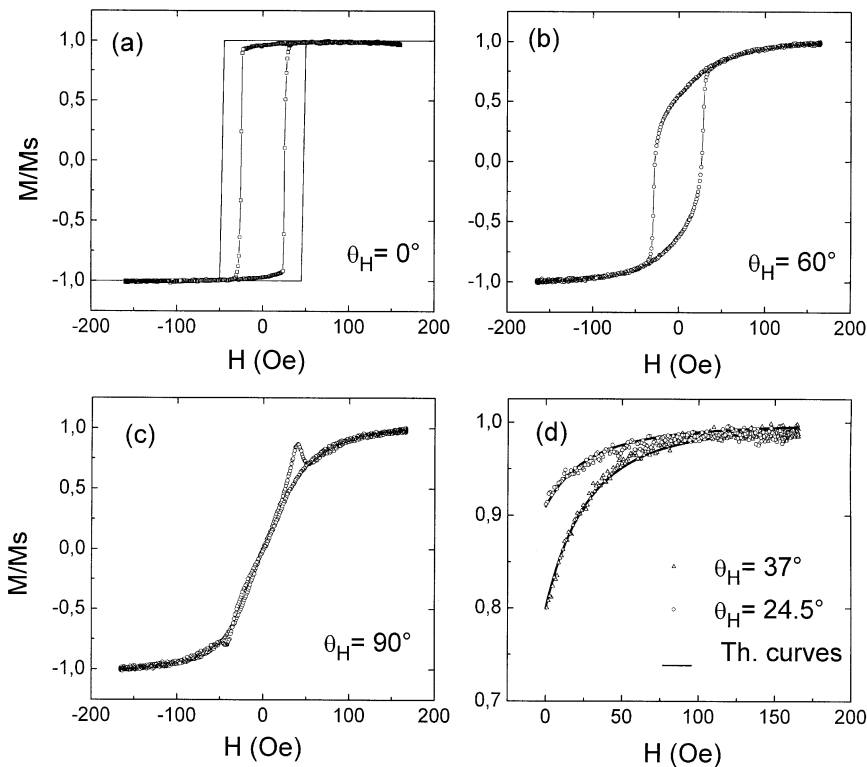 (a)
M/Ms
1,0
0,5
0,0
-0,5
-1,0
θH= 0°
-200 -100 0 100 200
H (Oe)
(b)
1,0
0,5
0,0
-0,5
-1,0
θH= 60°
-200 -100 0 100 200
H (Oe)
(c)
M/Ms
1,0
0,5
0,0
-0,5
-1,0
θH= 90°
-200 -100 0 100 200
H (Oe)
(d)
1,0
0,9
0,8
0,7
θH= 37°
θH= 24.5°
Th. curves
0 50 100 150 200
H (Oe)